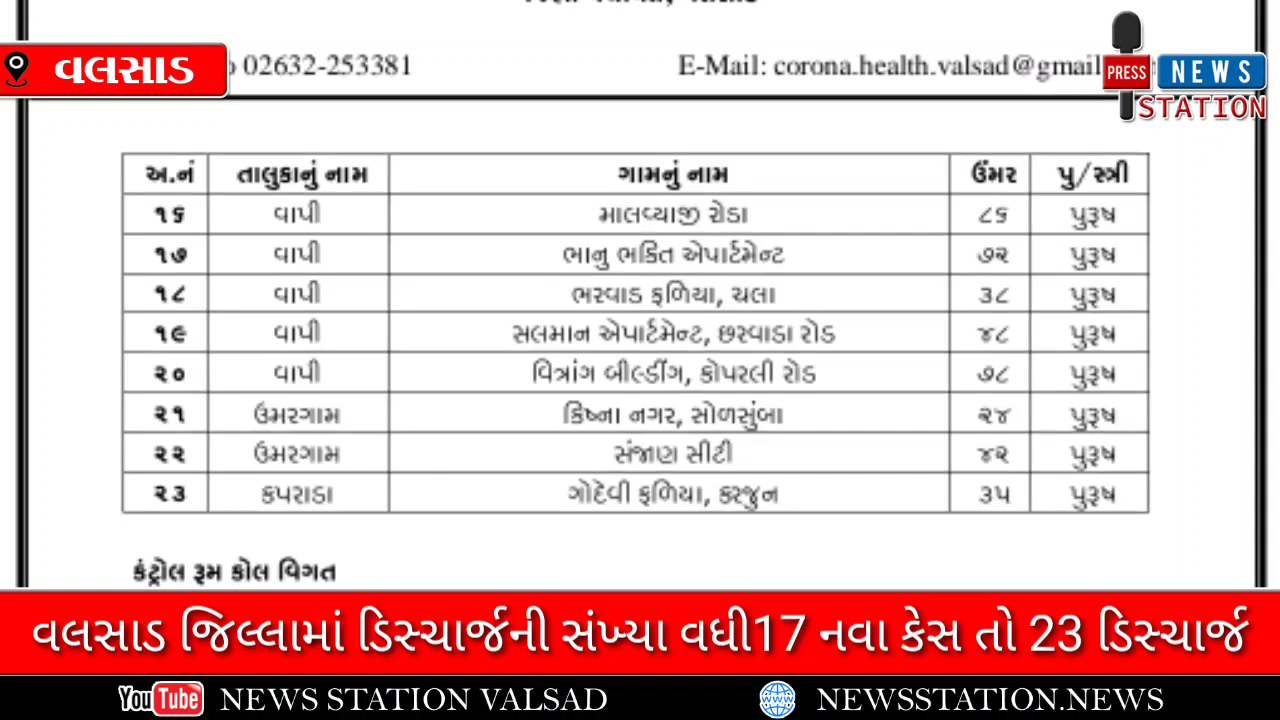 વલસાડ
02632-253381
E-Mail: corona.health.valsad@gmail.
PRESS NEWS
STATION
અ.નં તાલુકાનું નામ ગામનું નામ ઉંમર પુ/સ્ત્રી
૧૬ વાપી માલવ્યાજી રોડા ૮૬ પુરૂષ
૧૭ વાપી ભાનુ ભકિત એપાર્ટમેન્ટ ૭૨ પુરૂષ
૧૮ વાપી ભરવાડ ફળિયા, ચલા ૩૮ પુરૂષ
૧૯ વાપી સલમાન એપાર્ટમેન્ટ, છરવાડા રોડ ૪૮ પુરૂષ
૨૦ વાપી વિત્રાંગ બીલ્ડીંગ, કોપરલી રોડ ૭૮ પુરૂષ
૨૧ ઉંમરગામ ક્રિષ્ના નગર, સોળસુંબા ૨૪ પુરૂષ
૨૨ ઉંમરગામ સંજાણ સીટી ૪૨ પુરૂષ
૨૩ કપરાડા ગોદેવી ફળિયા, કરજુન ૩૫ પુરૂષ
કંટ્રોલ રૂમ કોલ વિગત
વલસાડ જિલ્લામાં ડિસ્ચાર્જની સંખ્યા વધી17 નવા કેસ તો 23 ડિસ્ચાર્જ
YouTube NEWS STATION VALSAD NEWSSTATION.NEWS